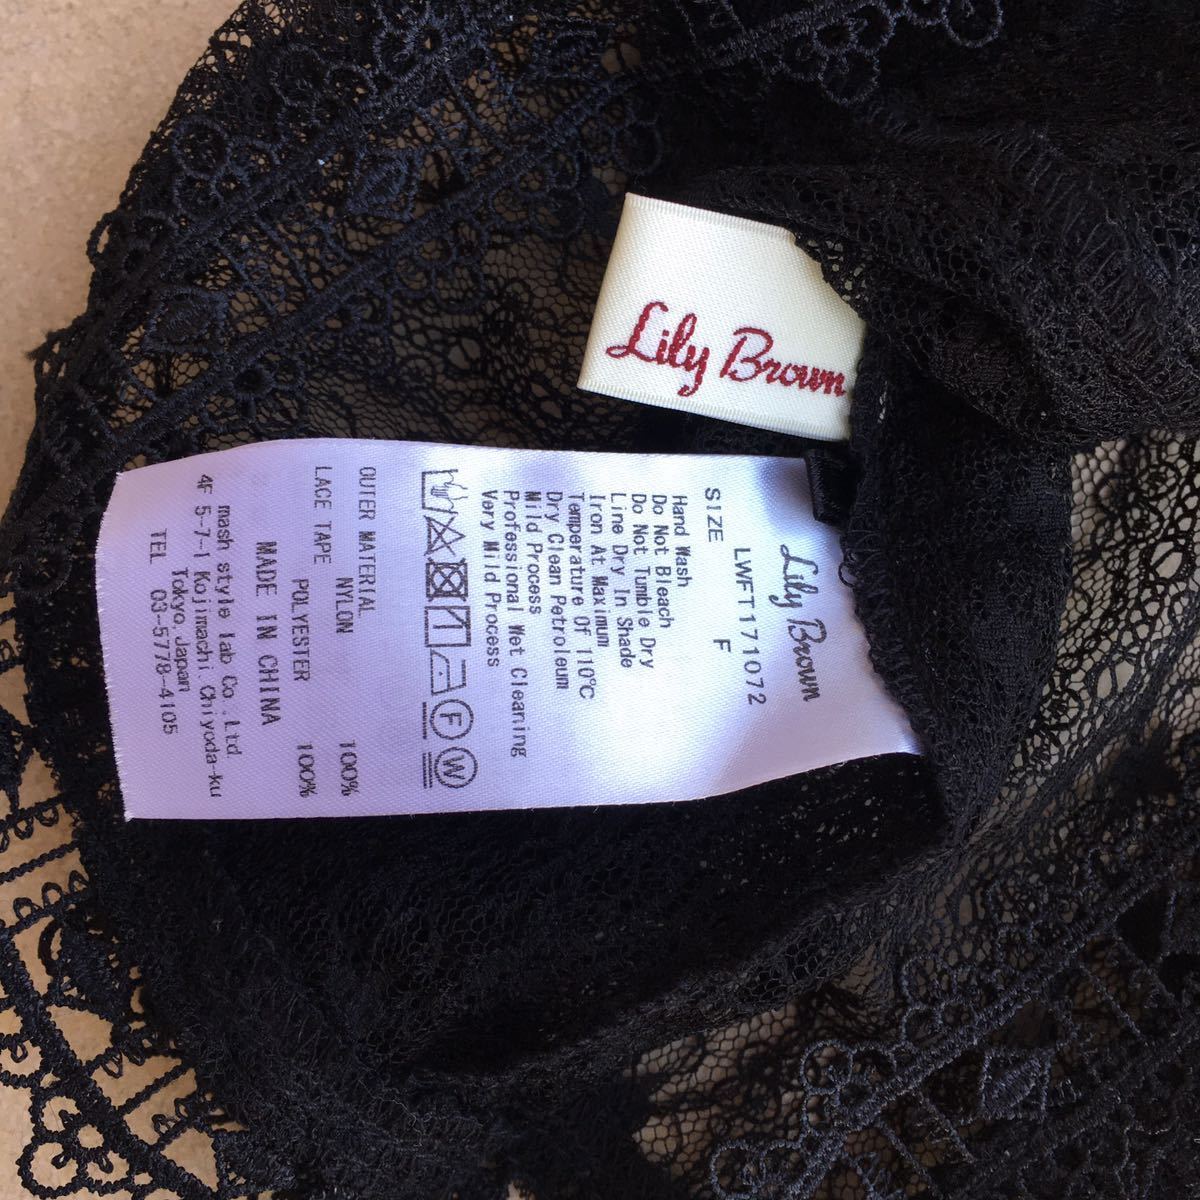 Lily Brown
Lily Brown
LWFT171072
SIZE F
Hand Wash
Do Not Bleach
Do Not Tumble Dry
Line Dry In Shade
Iron At Maximum
Temperature Of 110℃
Dry Clean Petroleum
Mild Process
Professional Wet Cleaning
Very Mild Process
F
W
OUTER MATERIAL
NYLON 100%
LACE TAPE
POLYESTER 100%
MADE IN CHINA
mash style lab Co.,Ltd.
4F 5-7-1 Kojimachi, Chiyoda-ku
Tokyo, Japan
TEL 03-5778-4105